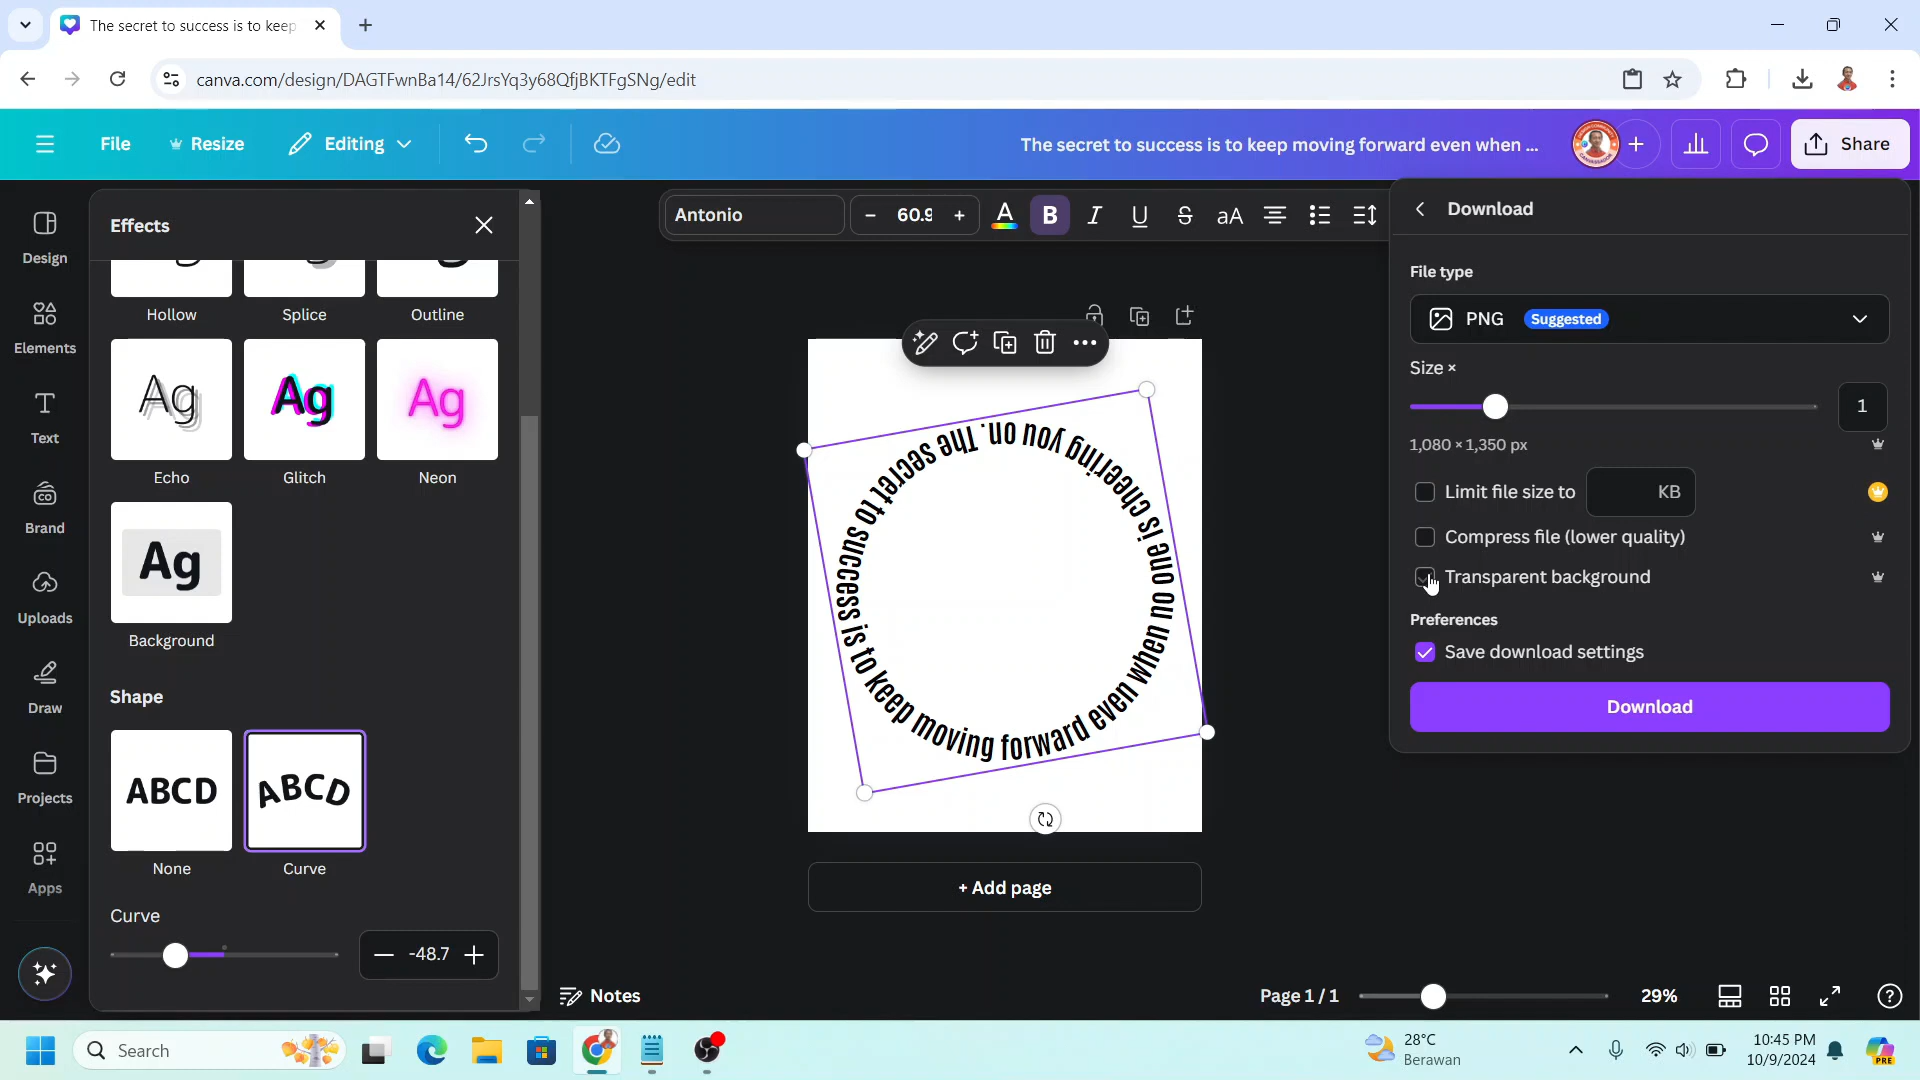 The secret to success is to keep
canva.com/design/DAGTFwnBa14/62JrsYq3y68QfjBKTFgSNg/edit
File
Resize
Editing
The secret to success is to keep moving forward even when ...
Share
Design
Elements
Text
Brand
Uploads
Draw
Projects
Apps
Effects
Hollow
Splice
Outline
Ag
Ag
Ag
Echo
Glitch
Neon
Ag
Background
Shape
ABCD
ABCD
None
Curve
Curve
-48.7
Antonio
60.9
A
B
I
U
S
aA
The secret to success is to keep moving forward even when no one is cheering you on.
+ Add page
Notes
Page 1 / 1
29%
Download
File type
PNG
Suggested
Size ×
1
1,080 × 1,350 px
Limit file size to
KB
Compress file (lower quality)
Transparent background
Preferences
Save download settings
Download
Search
28°C
Berawan
10:45 PM
10/9/2024
PRE